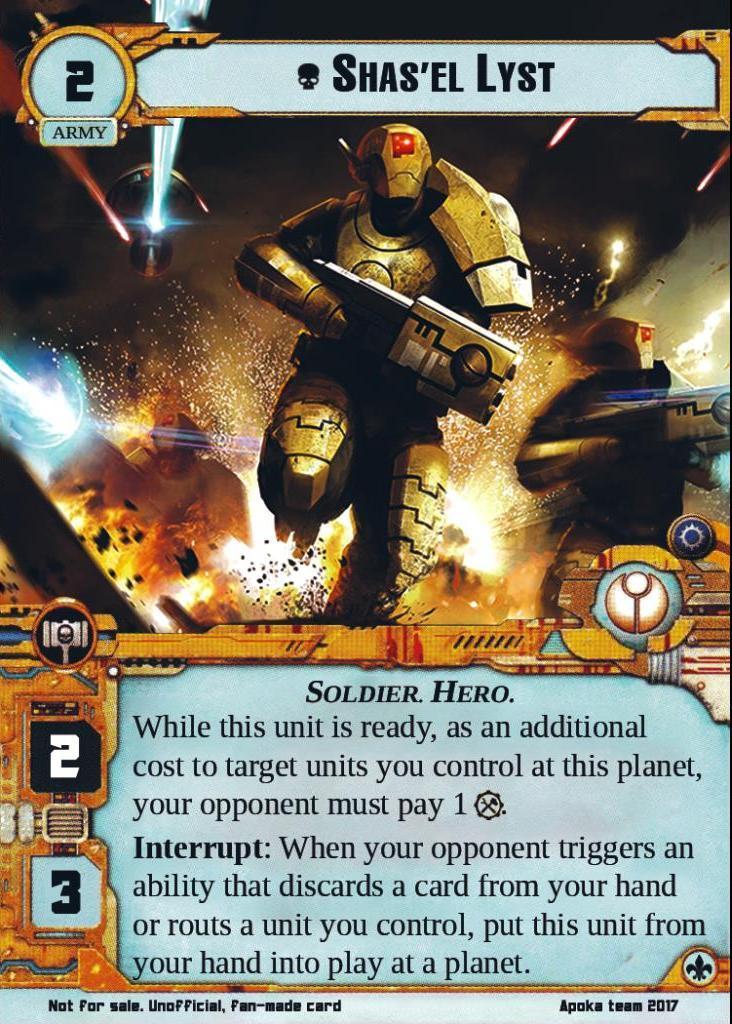 2
SHAS'EL LYST
ARMY
SOLDIER. HERO.
While this unit is ready, as an additional
cost to target units you control at this planet,
your opponent must pay 1 .
2
Interrupt: When your opponent triggers an
ability that discards a card from your hand
or routs a unit you control, put this unit from
your hand into play at a planet.
3
Not for sale. Unofficial, fan-made card
Apoka team 2017